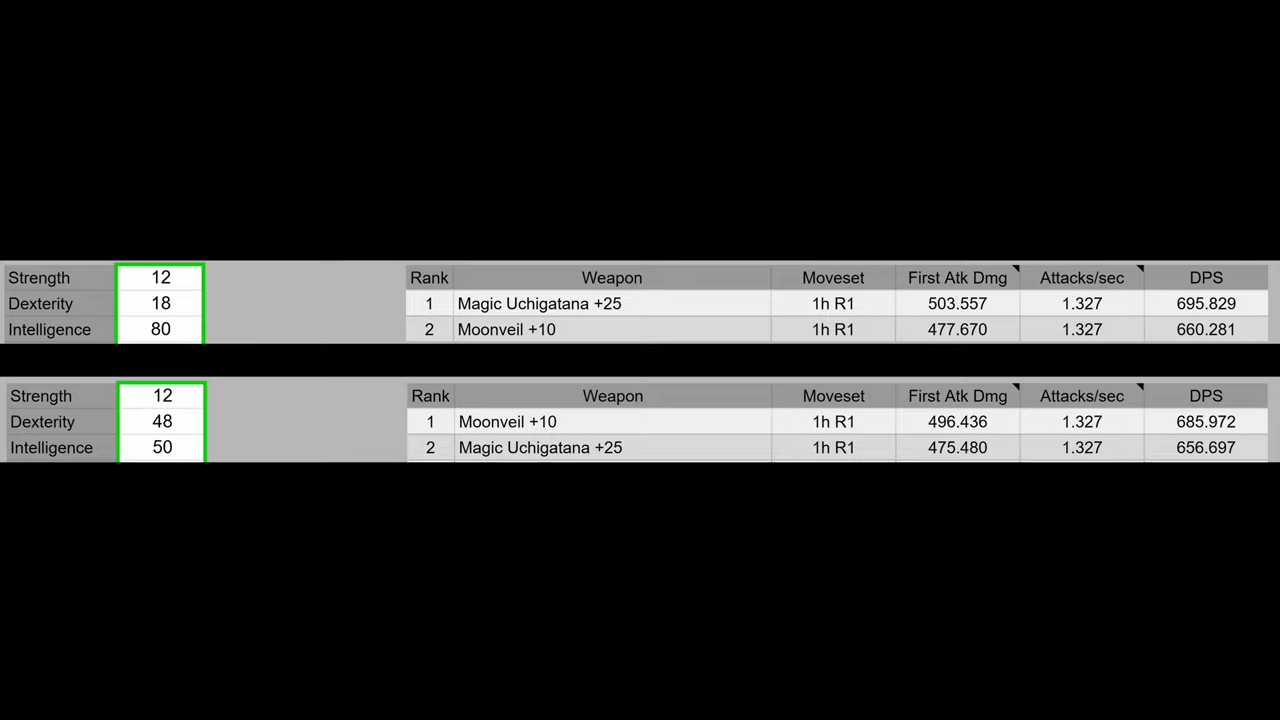 Strength 12 Rank Weapon Moveset First Atk Dmg Attacks/sec DPS
Dexterity 18 1 Magic Uchigatana +25 1h R1 503.557 1.327 695.829
Intelligence 80 2 Moonveil +10 1h R1 477.670 1.327 660.281
Strength 12 Rank Weapon Moveset First Atk Dmg Attacks/sec DPS
Dexterity 48 1 Moonveil +10 1h R1 496.436 1.327 685.972
Intelligence 50 2 Magic Uchigatana +25 1h R1 475.480 1.327 656.697